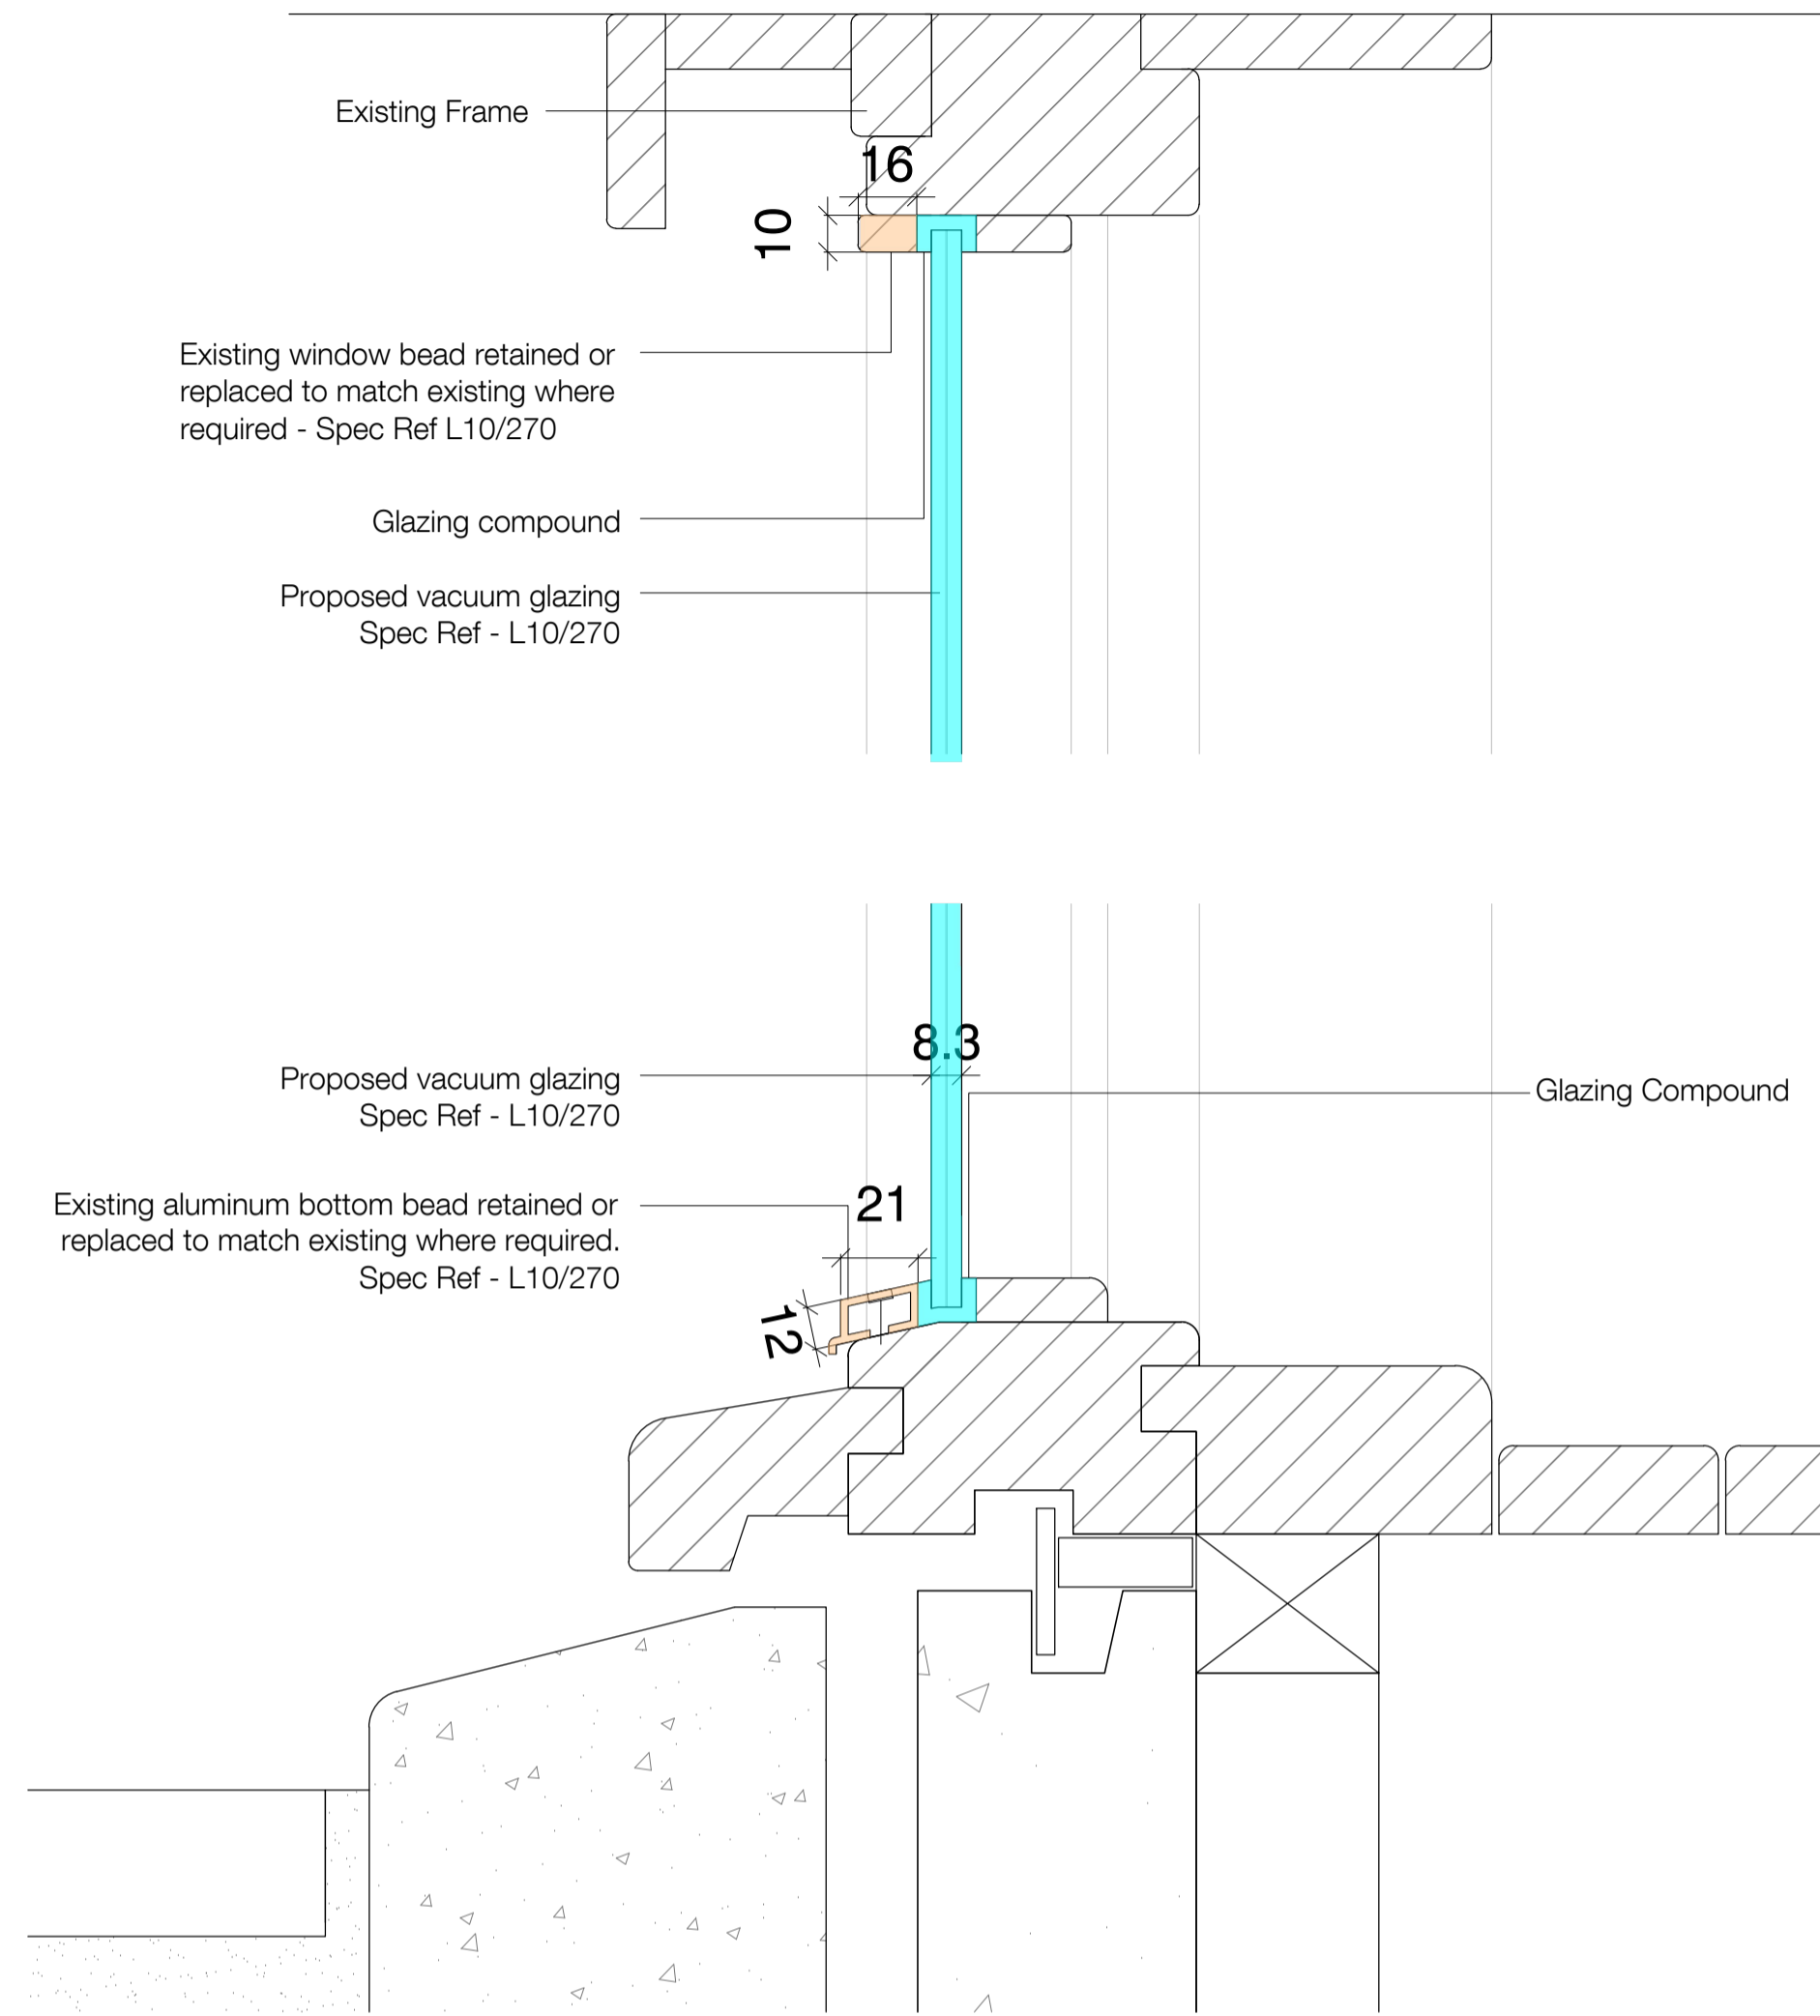 Existing Frame
16
10
Existing window bead retained or
replaced to match existing where
required - Spec Ref L10/270
Glazing compound
Proposed vacuum glazing
Spec Ref - L10/270
8.3
Proposed vacuum glazing
Spec Ref - L10/270
Glazing Compound
Existing aluminum bottom bead retained or
replaced to match existing where required.
Spec Ref - L10/270
21
12